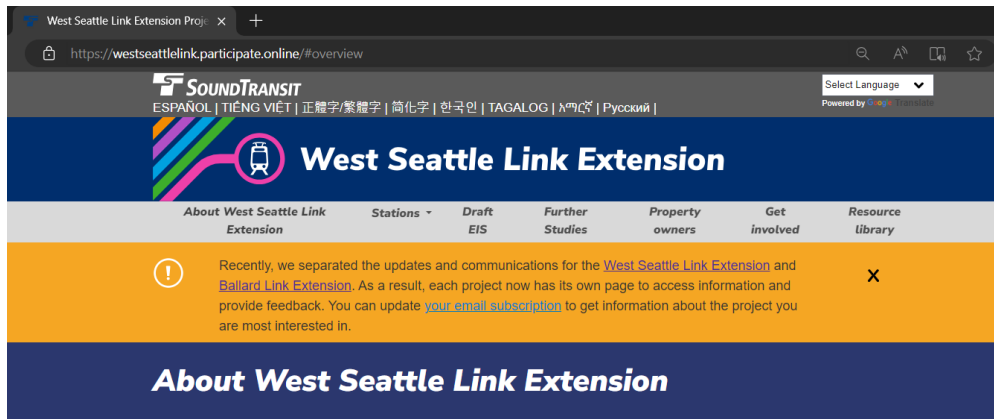 West Seattle Link Extension Proje
https://westseattlelink.participate.online/#overview
SOUNDTRANSIT
Select Language
ESPAÑOL | TIẾNG VIỆT | 正體字/繁體字 | 简化字 | 한국인 | TAGALOG | አማርኛ | Русский |
Powered by Google Translate
West Seattle Link Extension
About West Seattle Link Extension
Stations
Draft EIS
Further Studies
Property owners
Get involved
Resource library
Recently, we separated the updates and communications for the West Seattle Link Extension and
Ballard Link Extension. As a result, each project now has its own page to access information and
provide feedback. You can update your email subscription to get information about the project you
are most interested in.
X
About West Seattle Link Extension